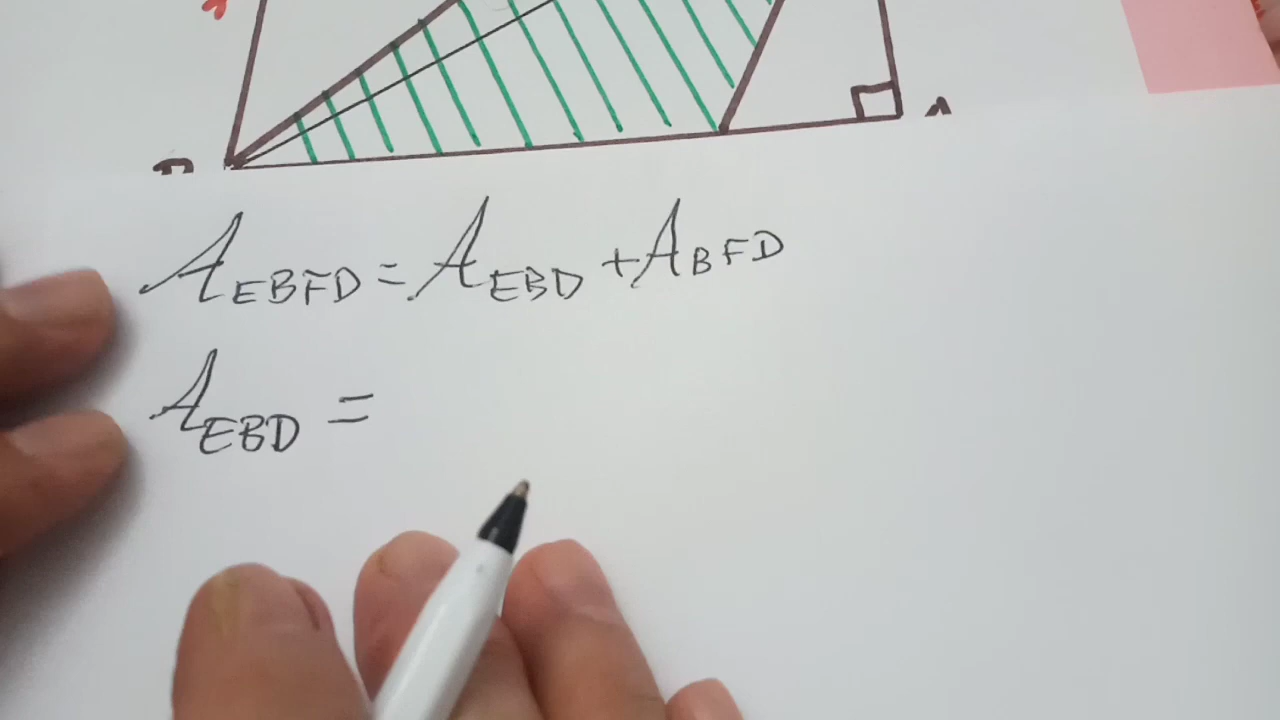 A_EBFD = A_EBD + A_BFD
A_EBD =